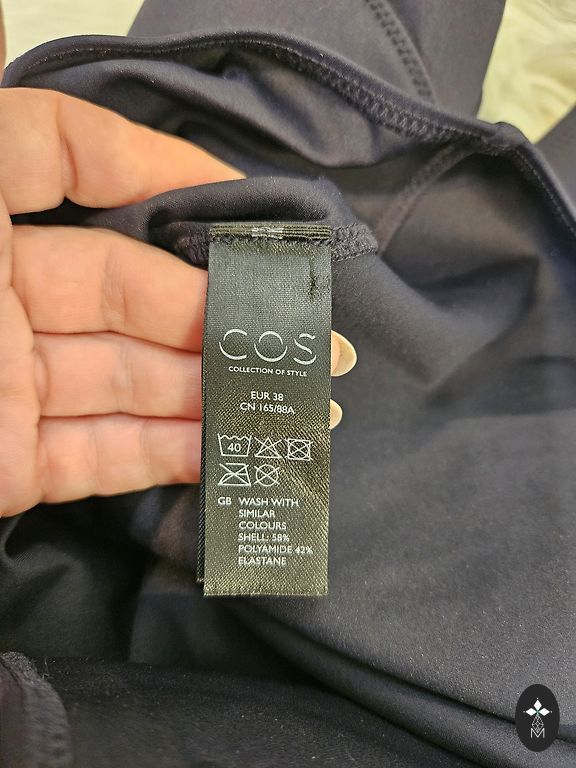 COS
COLLECTION OF STYLE
EUR 38
CN 165/88A
40
GB WASH WITH
SIMILAR
COLOURS
SHELL: 58%
POLYAMIDE 42%
ELASTANE
M